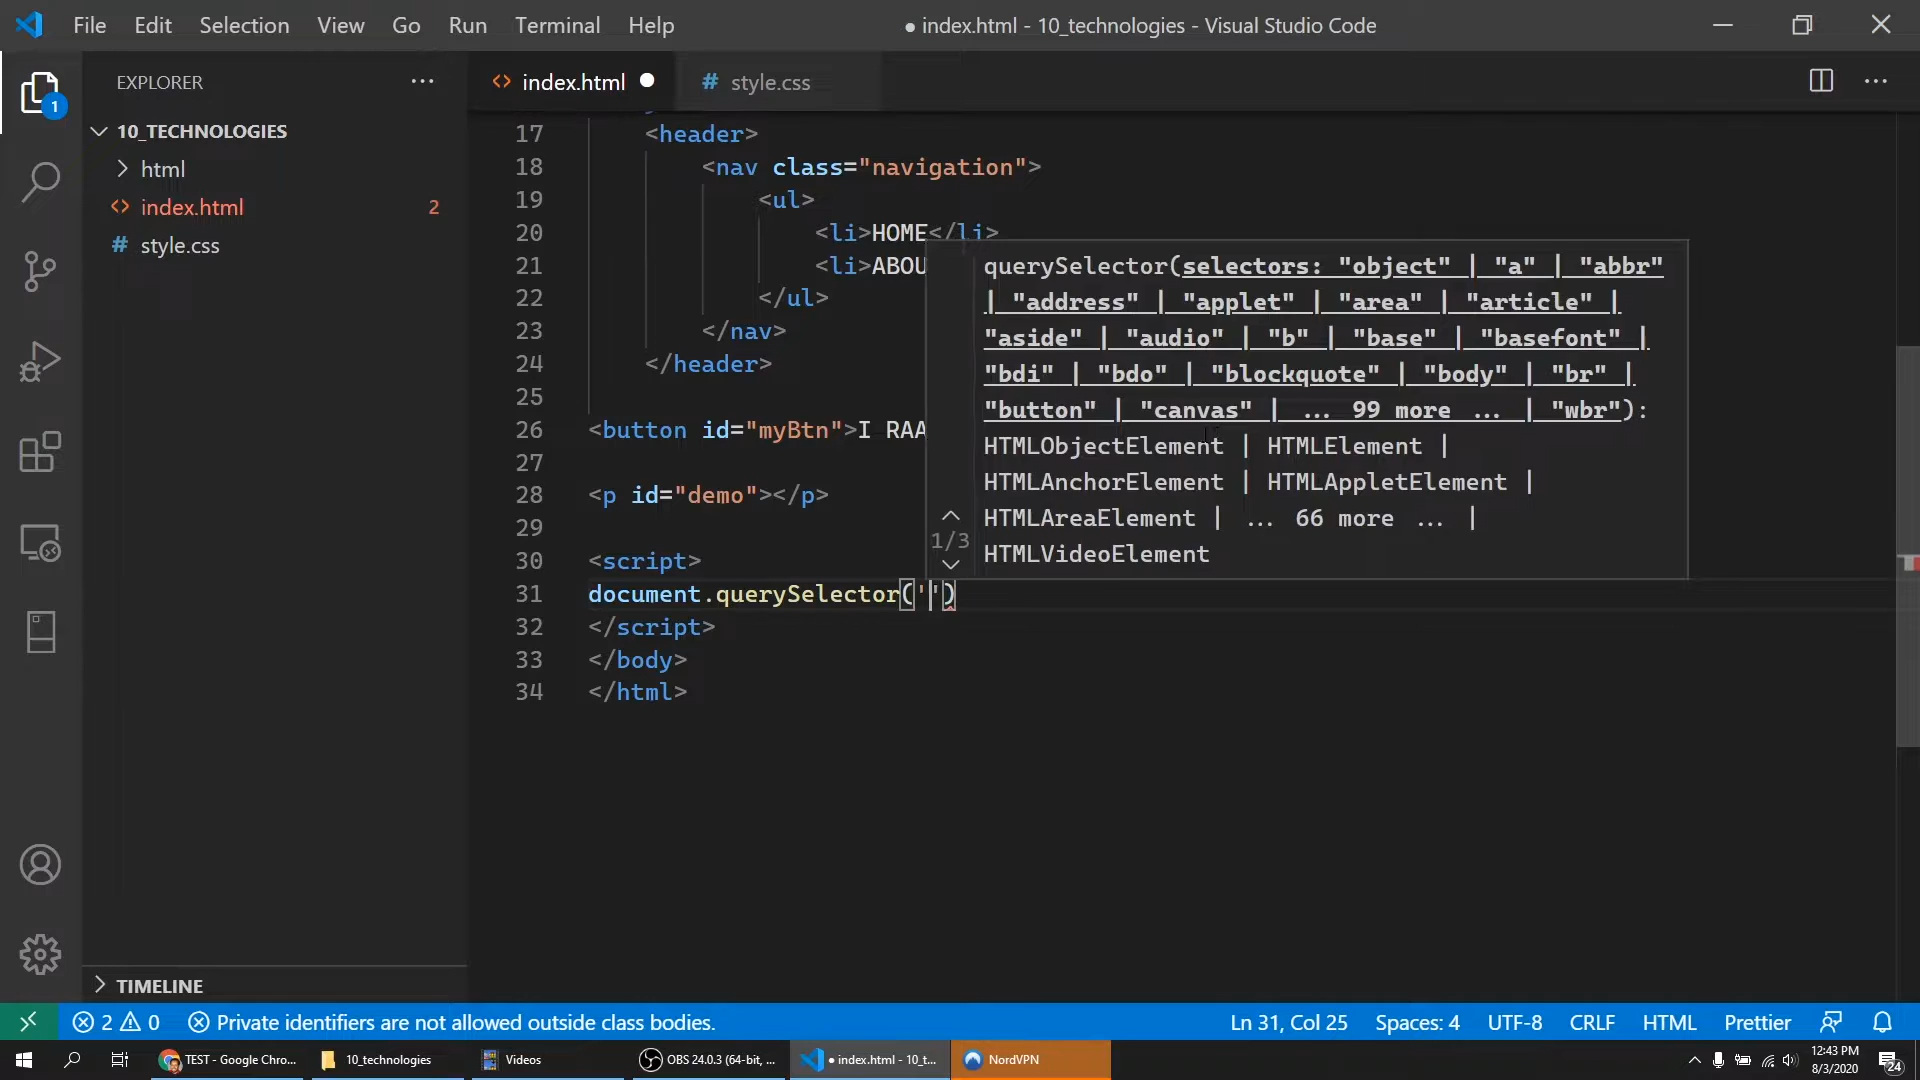 File Edit Selection View Go Run Terminal Help
● index.html - 10_technologies - Visual Studio Code
EXPLORER
index.html
# style.css
1
10_TECHNOLOGIES
html
index.html 2
# style.css
17 <header>
18 <nav class="navigation">
19 <ul>
20 <li>HOME</li>
21 <li>ABOU
22 </ul>
23 </nav>
24 </header>
25
26 <button id="myBtn">I RAA
27
28 <p id="demo"></p>
29
30 <script>
31 document.querySelector('')
32 </script>
33 </body>
34 </html>
querySelector(selectors: "object" | "a" | "abbr"
| "address" | "applet" | "area" | "article" |
"aside" | "audio" | "b" | "base" | "basefont" |
"bdi" | "bdo" | "blockquote" | "body" | "br" |
"button" | "canvas" | ... 99 more ... | "wbr"):
HTMLObjectElement | HTMLElement |
HTMLAnchorElement | HTMLAppletElement |
HTMLAreaElement | ... 66 more ... |
HTMLVideoElement
1/3
TIMELINE
2 0 Private identifiers are not allowed outside class bodies.
Ln 31, Col 25 Spaces: 4 UTF-8 CRLF HTML Prettier
TEST - Google Chro...
10_technologies
Videos
OBS 24.0.3 (64-bit, ...
● index.html - 10_t...
NordVPN
12:43 PM
8/3/2020
24